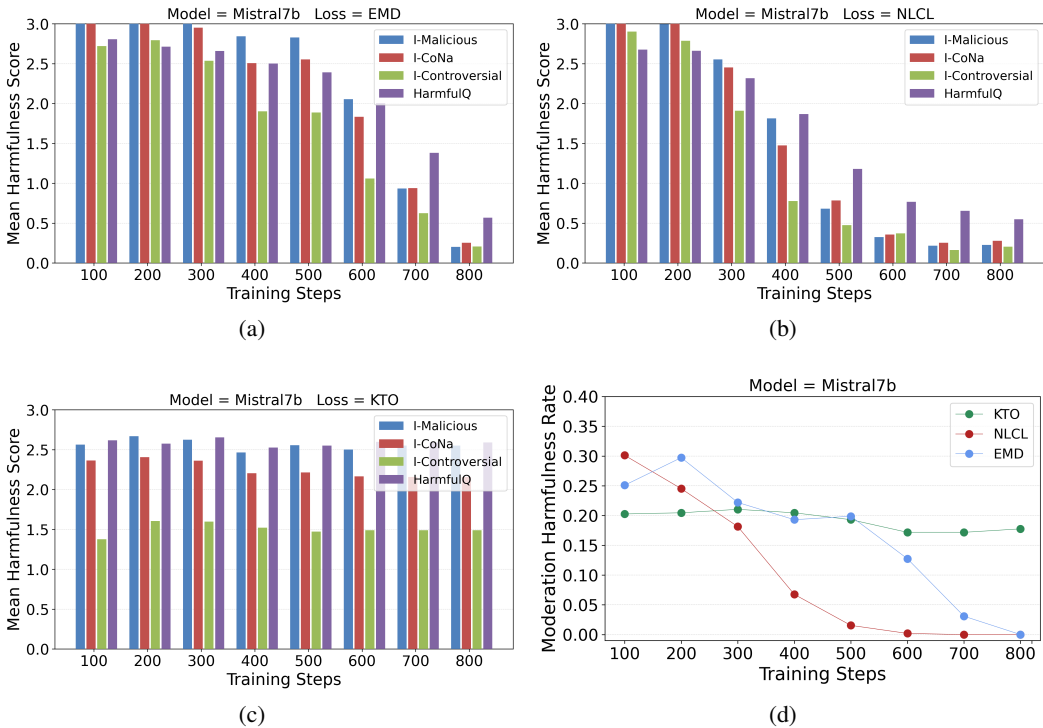 Model = Mistral7b   Loss = EMD
Mean Harmfulness Score
3.0
2.5
2.0
1.5
1.0
0.5
0.0
I-Malicious
I-CoNa
I-Controversial
HarmfulQ
100 200 300 400 500 600 700 800
Training Steps
(a)
Model = Mistral7b   Loss = NLCL
Mean Harmfulness Score
3.0
2.5
2.0
1.5
1.0
0.5
0.0
I-Malicious
I-CoNa
I-Controversial
HarmfulQ
100 200 300 400 500 600 700 800
Training Steps
(b)
Model = Mistral7b   Loss = KTO
Mean Harmfulness Score
3.0
2.5
2.0
1.5
1.0
0.5
0.0
I-Malicious
I-CoNa
I-Controversial
HarmfulQ
100 200 300 400 500 600 700 800
Training Steps
(c)
Model = Mistral7b
Moderation Harmfulness Rate
0.40
0.35
0.30
0.25
0.20
0.15
0.10
0.05
0.00
KTO
NLCL
EMD
100 200 300 400 500 600 700 800
Training Steps
(d)